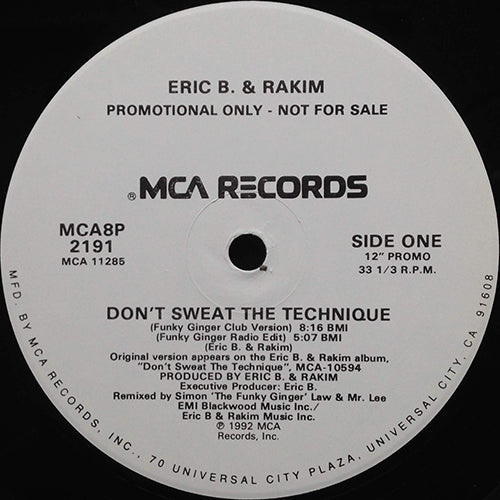 ERIC B. & RAKIM
PROMOTIONAL ONLY - NOT FOR SALE
® MCA RECORDS
MCA8P
2191
MCA 11285
SIDE ONE
12" PROMO
33 1/3 R.P.M.
DON'T SWEAT THE TECHNIQUE
(Funky Ginger Club Version) 8:16 BMI
(Funky Ginger Radio Edit) 5:07 BMI
(Eric B. & Rakim)
Original version appears on the Eric B. & Rakim album,
"Don't Sweat The Technique", MCA-10594
PRODUCED BY ERIC B. & RAKIM
Executive Producer: Eric B.
Remixed by Simon 'The Funky Ginger' Law & Mr. Lee
EMI Blackwood Music Inc./
Eric B & Rakim Music Inc.
℗ 1992 MCA
Records, Inc.
MFD. BY MCA RECORDS, INC., 70 UNIVERSAL CITY PLAZA, UNIVERSAL CITY, CA. 91608